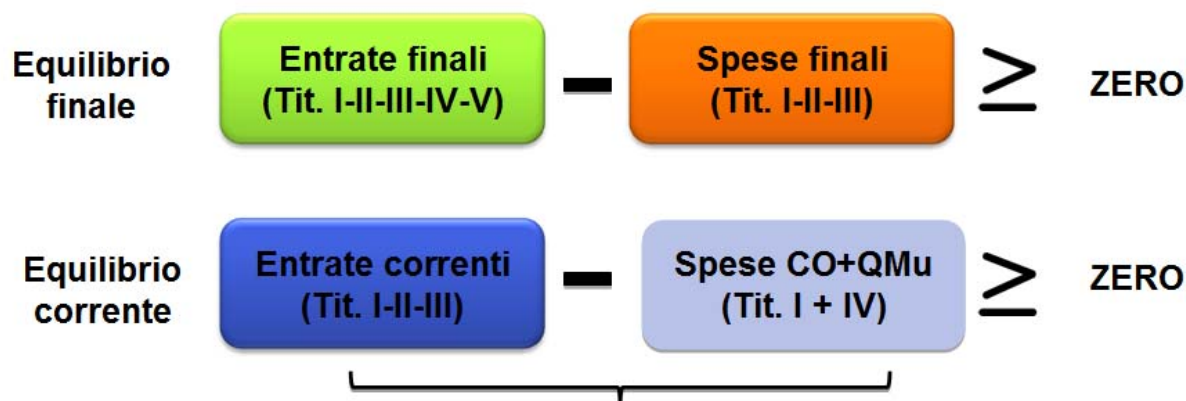 Equilibrio
finale
Entrate finali
(Tit. I-II-III-IV-V)
–
Spese finali
(Tit. I-II-III)
≥
ZERO
Equilibrio
corrente
Entrate correnti
(Tit. I-II-III)
–
Spese CO+QMu
(Tit. I + IV)
≥
ZERO